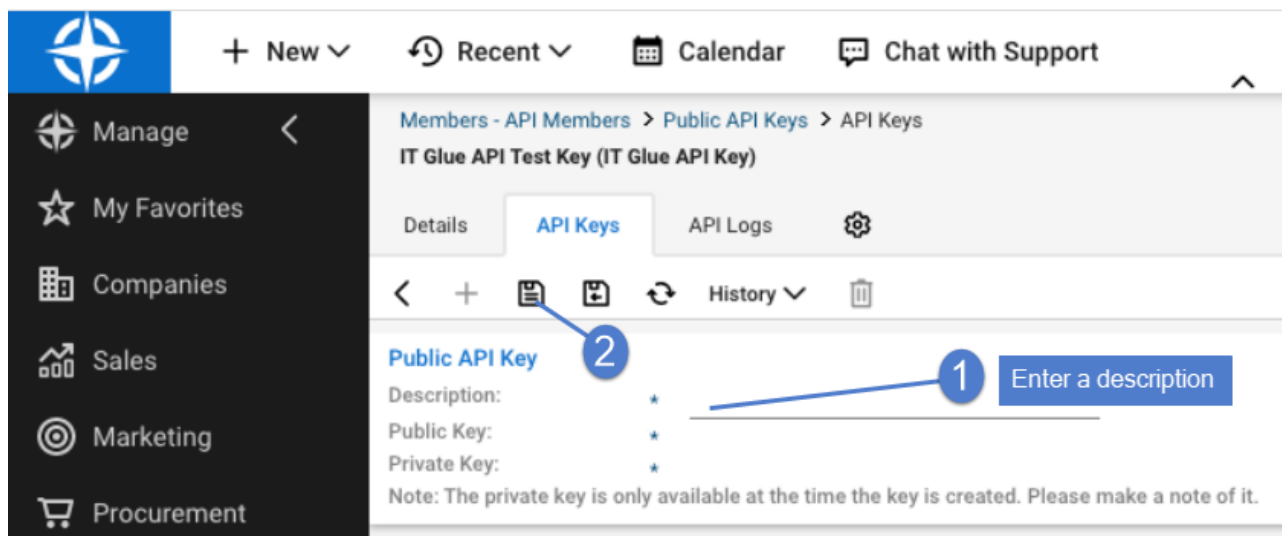 New Recent Calendar Chat with Support
Manage
My Favorites
Companies
Sales
Marketing
Procurement
Members - API Members > Public API Keys > API Keys
IT Glue API Test Key (IT Glue API Key)
Details API Keys API Logs
History
2
Public API Key
1 Enter a description
Description: *
Public Key: *
Private Key: *
Note: The private key is only available at the time the key is created. Please make a note of it.